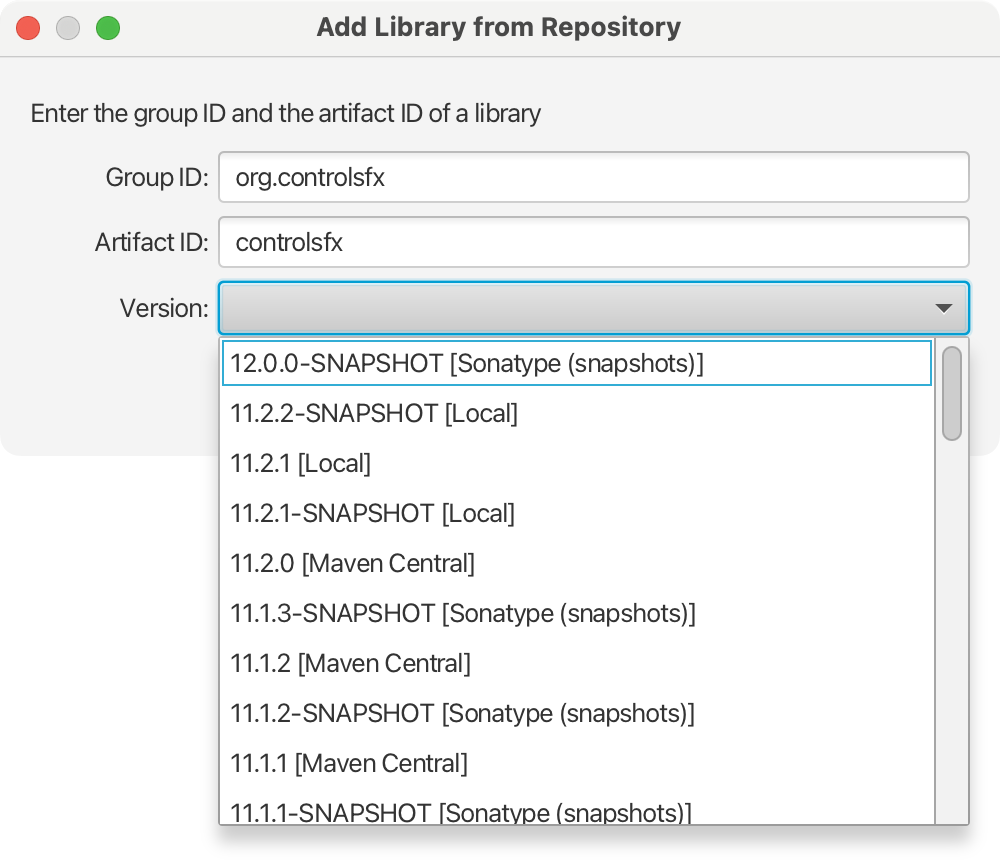 Add Library from Repository
Enter the group ID and the artifact ID of a library
Group ID: org.controlsfx
Artifact ID: controlsfx
Version:
12.0.0-SNAPSHOT [Sonatype (snapshots)]
11.2.2-SNAPSHOT [Local]
11.2.1 [Local]
11.2.1-SNAPSHOT [Local]
11.2.0 [Maven Central]
11.1.3-SNAPSHOT [Sonatype (snapshots)]
11.1.2 [Maven Central]
11.1.2-SNAPSHOT [Sonatype (snapshots)]
11.1.1 [Maven Central]
11.1.1-SNAPSHOT [Sonatype (snapshots)]